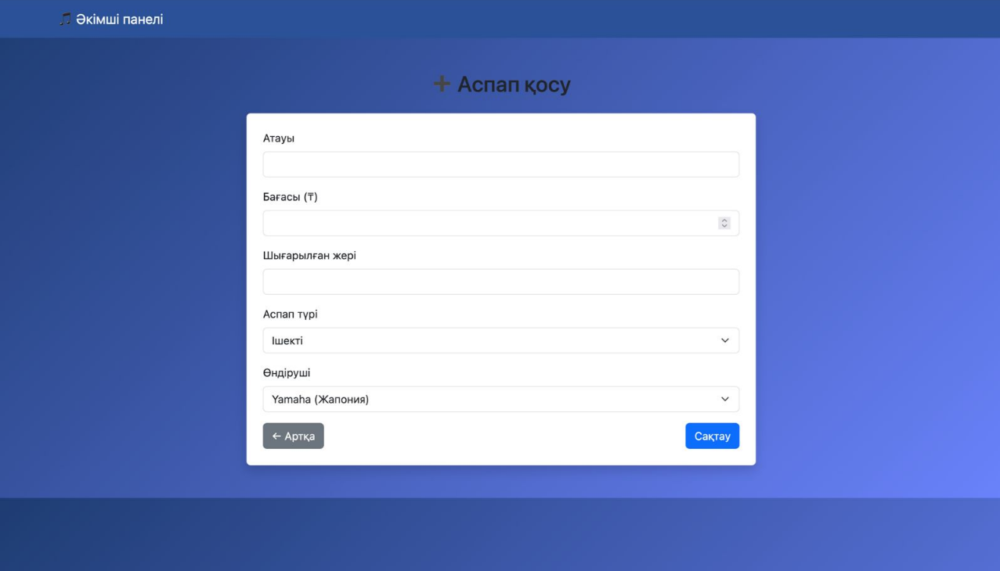 🎵 Әкімші панелі
➕ Аспап қосу
Атауы
Бағасы (₸)
Шығарылған жері
Аспап түрі
Ішекті
Өндіруші
Yamaha (Жапония)
← Артқа
Сақтау